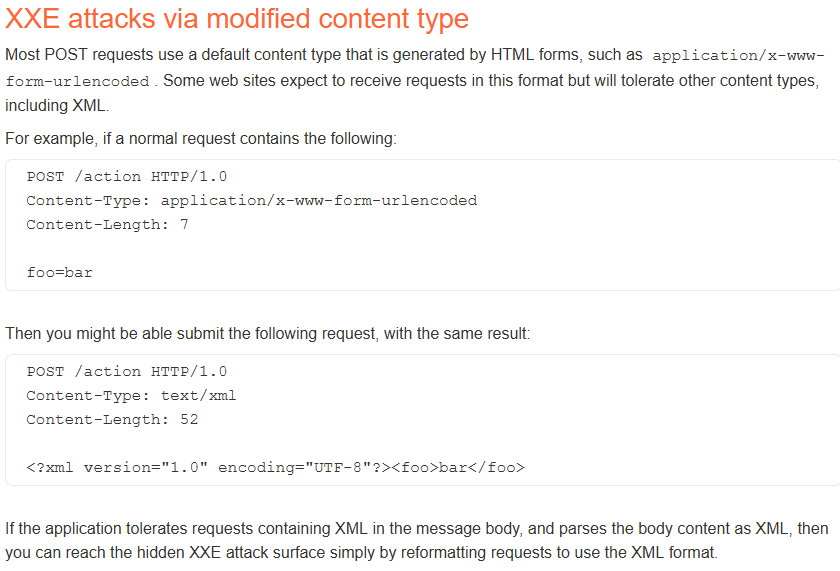 XXE attacks via modified content type
Most POST requests use a default content type that is generated by HTML forms, such as application/x-www-
form-urlencoded . Some web sites expect to receive requests in this format but will tolerate other content types,
including XML.
For example, if a normal request contains the following:
POST /action HTTP/1.0
Content-Type: application/x-www-form-urlencoded
Content-Length: 7
foo=bar
Then you might be able submit the following request, with the same result:
POST /action HTTP/1.0
Content-Type: text/xml
Content-Length: 52
<?xml version="1.0" encoding="UTF-8"?><foo>bar</foo>
If the application tolerates requests containing XML in the message body, and parses the body content as XML, then
you can reach the hidden XXE attack surface simply by reformatting requests to use the XML format.